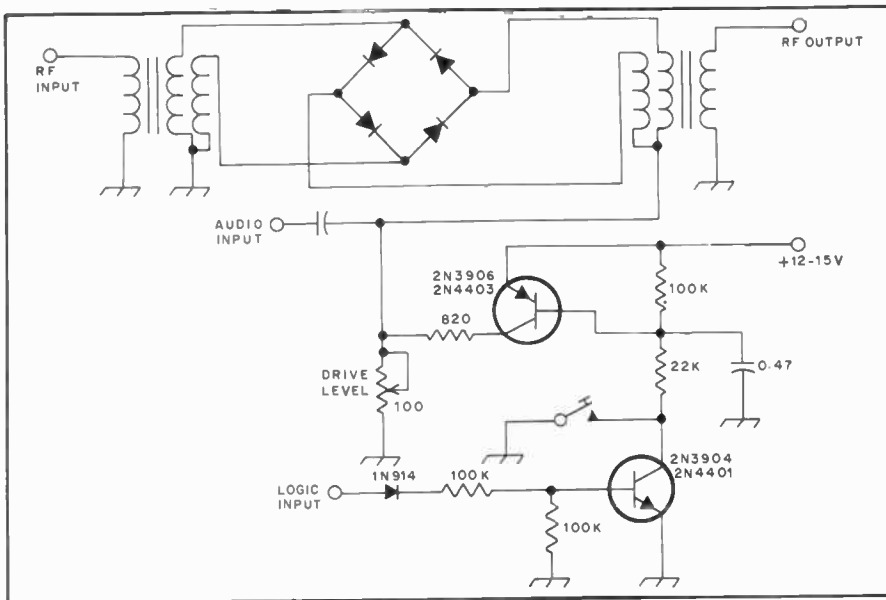 RF
INPUT
RF OUTPUT
AUDIO
INPUT
+12-15V
2N3906
2N4403
100K
820
22K
0.47
DRIVE
LEVEL
100
2N3904
2N4401
1N914
100K
LOGIC
INPUT
100K